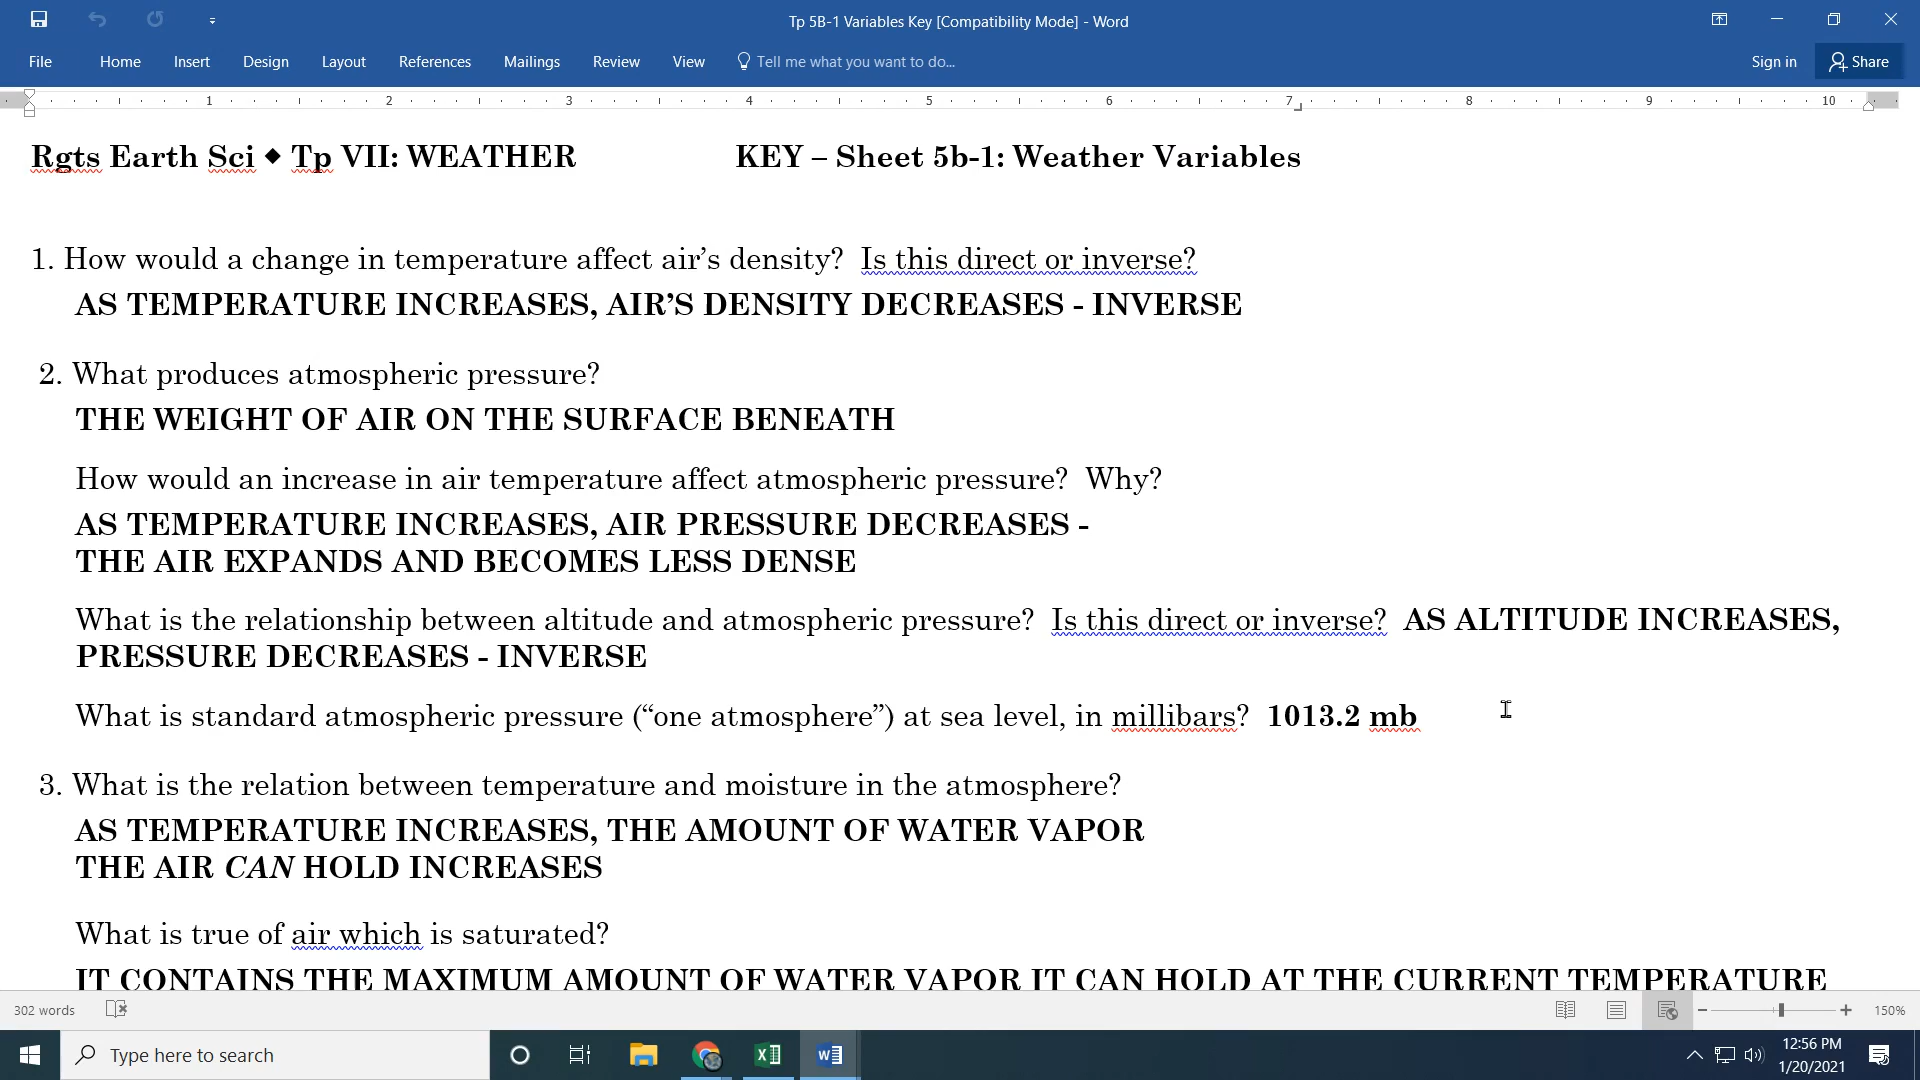 Tp 5B-1 Variables Key [Compatibility Mode] - Word
File Home Insert Design Layout References Mailings Review View Tell me what you want to do... Sign in Share
1 2 3 4 5 6 7 8 9 10
Rgts Earth Sci ◆ Tp VII: WEATHER KEY – Sheet 5b-1: Weather Variables
1. How would a change in temperature affect air’s density? Is this direct or inverse?
AS TEMPERATURE INCREASES, AIR’S DENSITY DECREASES - INVERSE
2. What produces atmospheric pressure?
THE WEIGHT OF AIR ON THE SURFACE BENEATH
How would an increase in air temperature affect atmospheric pressure? Why?
AS TEMPERATURE INCREASES, AIR PRESSURE DECREASES -
THE AIR EXPANDS AND BECOMES LESS DENSE
What is the relationship between altitude and atmospheric pressure? Is this direct or inverse? AS ALTITUDE INCREASES,
PRESSURE DECREASES - INVERSE
What is standard atmospheric pressure (“one atmosphere”) at sea level, in millibars? 1013.2 mb
3. What is the relation between temperature and moisture in the atmosphere?
AS TEMPERATURE INCREASES, THE AMOUNT OF WATER VAPOR
THE AIR CAN HOLD INCREASES
What is true of air which is saturated?
IT CONTAINS THE MAXIMUM AMOUNT OF WATER VAPOR IT CAN HOLD AT THE CURRENT TEMPERATURE
302 words 150%
Type here to search
12:56 PM
1/20/2021